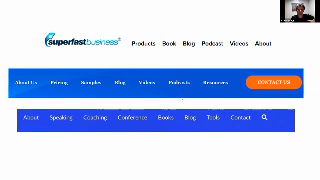 superfastbusiness® Products Book Blog Podcast Videos About
About Us Pricing Samples Blog Videos Podcasts Resources CONTACT US
About Speaking Coaching Conference Books Blog Tools Contact